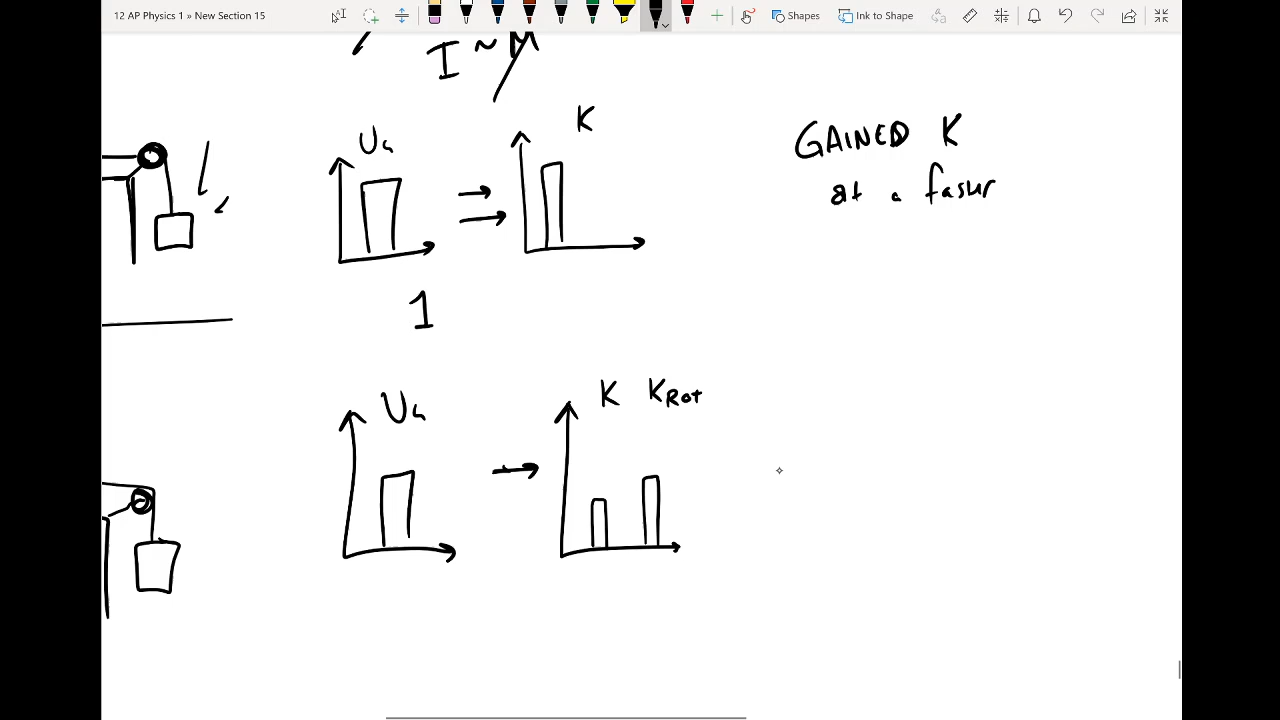 12 AP Physics 1 » New Section 15
Shapes
Ink to Shape
I ~ M
UG
K
GAINED K
at a faster
1
UG
K KRot